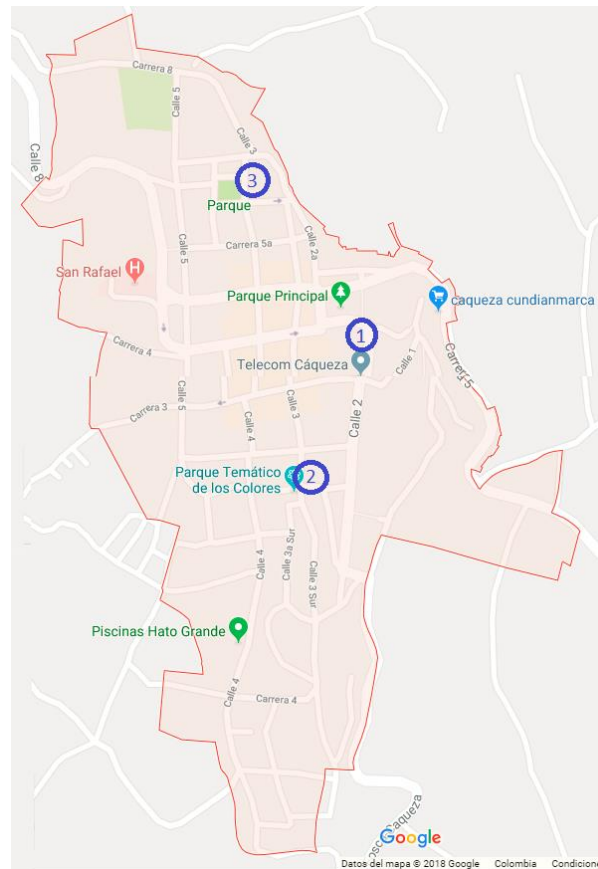 Carrera 8
Calle 5
Calle 3
Calle 8
3
Parque
Calle 5
Carrera 5a
Calle 2a
San Rafael
H
Parque Principal
caqueza cundianmarca
1
Carrera 4
Telecom Cáqueza
Calle 1
Carrer 5
Carrera 3
Calle 5
Calle 4
Calle 3
Calle 2
Parque Temático
de los Colores
2
Calle 4
Calle 3a Sur
Calle 3 Sur
Piscinas Hato Grande
Calle 4
Carrera 4
Google
Datos del mapa © 2018 Google Colombia Condicione